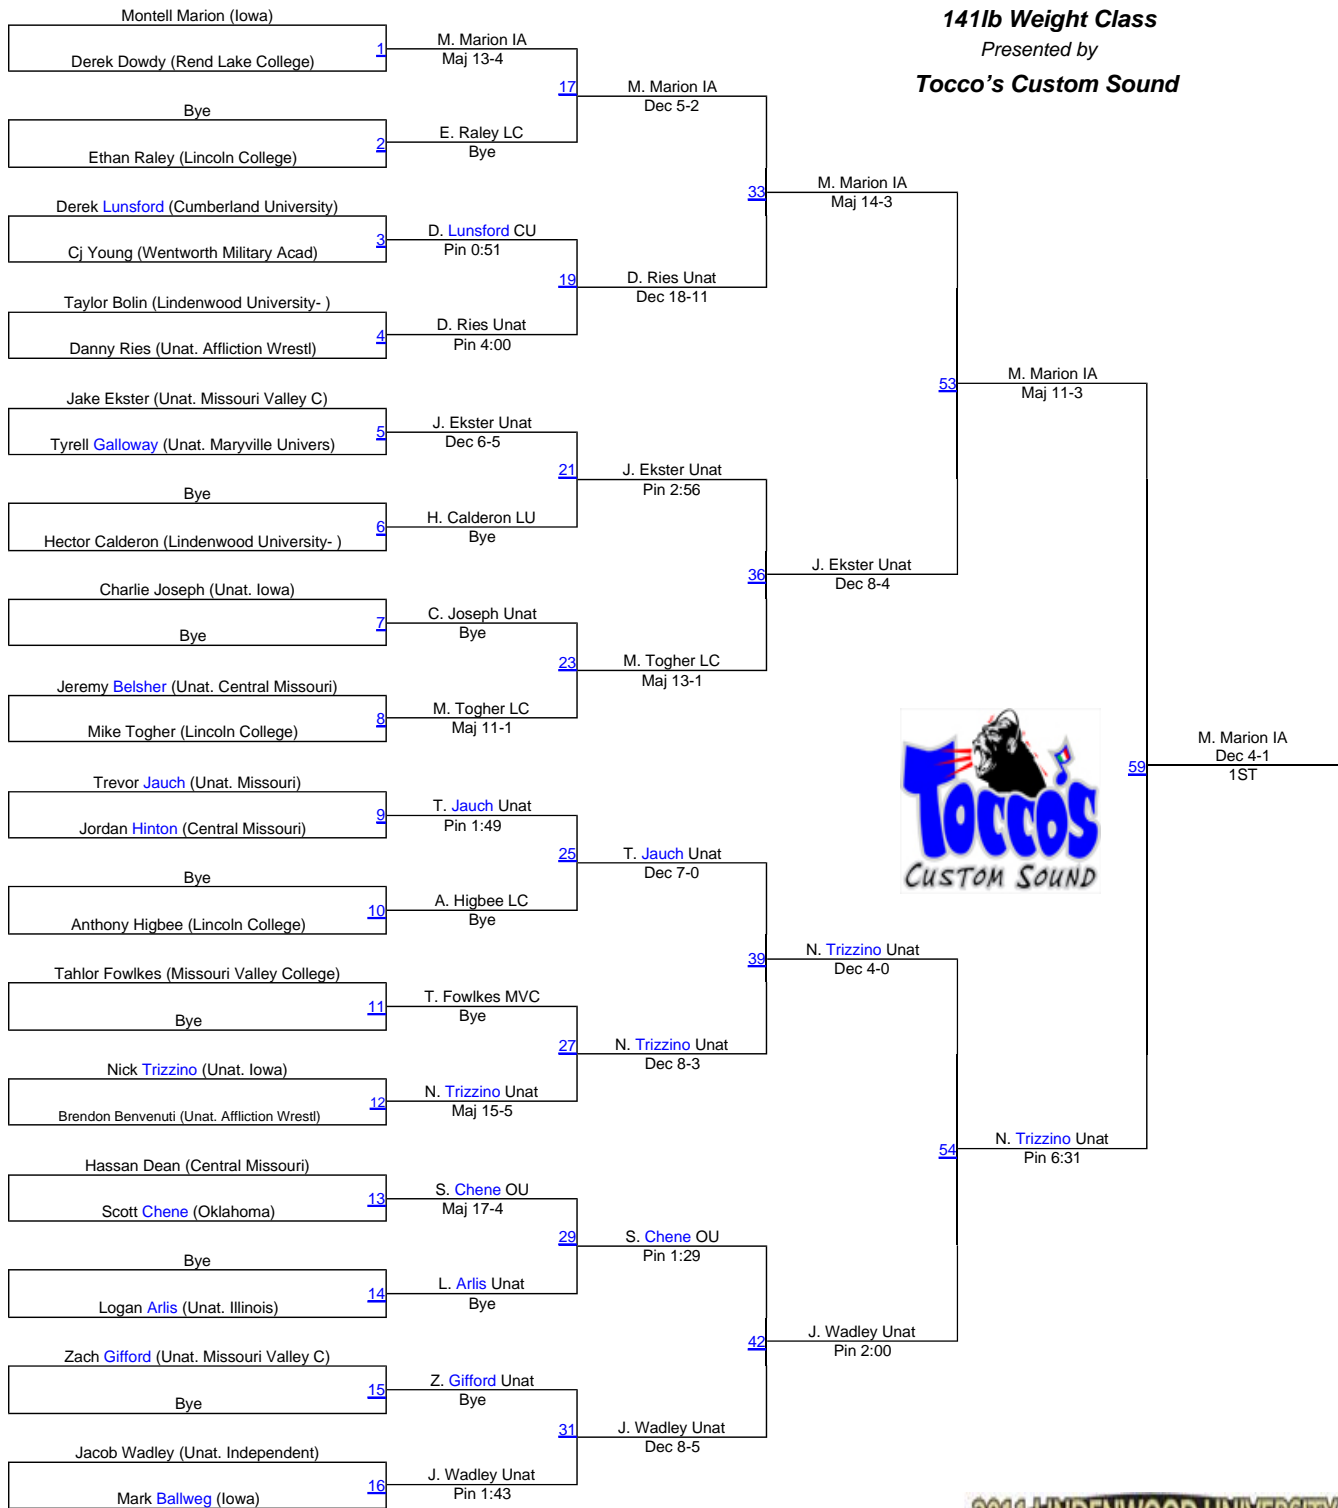 141lb Weight Class
Presented by
Tocco's Custom Sound
Montell Marion (Iowa)
1
Derek Dowdy (Rend Lake College)
Bye
2
Ethan Raley (Lincoln College)
Derek Lunsford (Cumberland University)
3
Cj Young (Wentworth Military Acad)
Taylor Bolin (Lindenwood University- )
4
Danny Ries (Unat. Affliction Wrestl)
Jake Ekster (Unat. Missouri Valley C)
5
Tyrell Galloway (Unat. Maryville Univers)
Bye
6
Hector Calderon (Lindenwood University- )
Charlie Joseph (Unat. Iowa)
7
Bye
Jeremy Belsher (Unat. Central Missouri)
8
Mike Togher (Lincoln College)
Trevor Jauch (Unat. Missouri)
9
Jordan Hinton (Central Missouri)
Bye
10
Anthony Higbee (Lincoln College)
Tahlor Fowlkes (Missouri Valley College)
11
Bye
Nick Trizzino (Unat. Iowa)
12
Brendon Benvenuti (Unat. Affliction Wrestl)
Hassan Dean (Central Missouri)
13
Scott Chene (Oklahoma)
Bye
14
Logan Arlis (Unat. Illinois)
Zach Gifford (Unat. Missouri Valley C)
15
Bye
Jacob Wadley (Unat. Independent)
16
Mark Ballweg (Iowa)
M. Marion IA
Maj 13-4
17
E. Raley LC
Bye
D. Lunsford CU
Pin 0:51
19
D. Ries Unat
Pin 4:00
J. Ekster Unat
Dec 6-5
21
H. Calderon LU
Bye
C. Joseph Unat
Bye
23
M. Togher LC
Maj 11-1
T. Jauch Unat
Pin 1:49
25
A. Higbee LC
Bye
T. Fowlkes MVC
Bye
27
N. Trizzino Unat
Maj 15-5
S. Chene OU
Maj 17-4
29
L. Arlis Unat
Bye
Z. Gifford Unat
Bye
31
J. Wadley Unat
Pin 1:43
M. Marion IA
Dec 5-2
33
D. Ries Unat
Dec 18-11
J. Ekster Unat
Pin 2:56
36
M. Togher LC
Maj 13-1
T. Jauch Unat
Dec 7-0
39
N. Trizzino Unat
Dec 8-3
S. Chene OU
Pin 1:29
42
J. Wadley Unat
Dec 8-5
M. Marion IA
Maj 14-3
53
J. Ekster Unat
Dec 8-4
N. Trizzino Unat
Dec 4-0
54
J. Wadley Unat
Pin 2:00
M. Marion IA
Maj 11-3
59
N. Trizzino Unat
Pin 6:31
M. Marion IA
Dec 4-1
1ST
TOCCO'S
CUSTOM SOUND
2011 LINDENWOOD UNIVERSITY